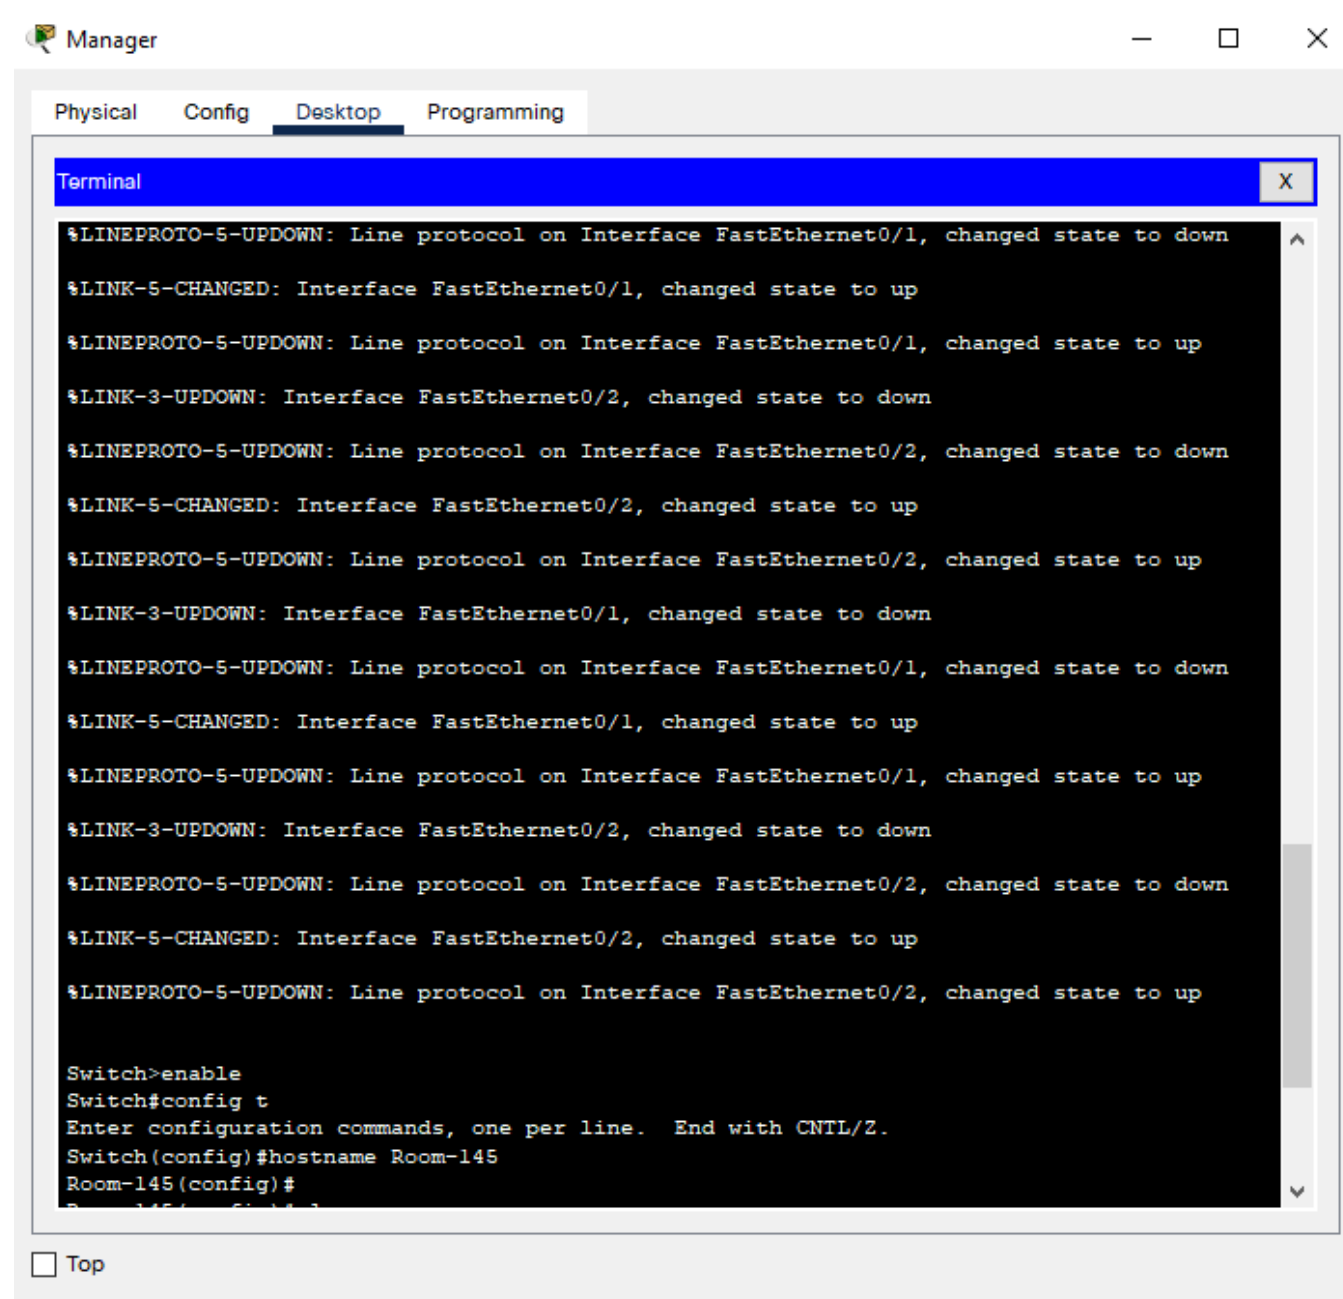 Manager
Physical Config Desktop Programming
Terminal
X
%LINEPROTO-5-UPDOWN: Line protocol on Interface FastEthernet0/1, changed state to down
%LINK-5-CHANGED: Interface FastEthernet0/1, changed state to up
%LINEPROTO-5-UPDOWN: Line protocol on Interface FastEthernet0/1, changed state to up
%LINK-3-UPDOWN: Interface FastEthernet0/2, changed state to down
%LINEPROTO-5-UPDOWN: Line protocol on Interface FastEthernet0/2, changed state to down
%LINK-5-CHANGED: Interface FastEthernet0/2, changed state to up
%LINEPROTO-5-UPDOWN: Line protocol on Interface FastEthernet0/2, changed state to up
%LINK-3-UPDOWN: Interface FastEthernet0/1, changed state to down
%LINEPROTO-5-UPDOWN: Line protocol on Interface FastEthernet0/1, changed state to down
%LINK-5-CHANGED: Interface FastEthernet0/1, changed state to up
%LINEPROTO-5-UPDOWN: Line protocol on Interface FastEthernet0/1, changed state to up
%LINK-3-UPDOWN: Interface FastEthernet0/2, changed state to down
%LINEPROTO-5-UPDOWN: Line protocol on Interface FastEthernet0/2, changed state to down
%LINK-5-CHANGED: Interface FastEthernet0/2, changed state to up
%LINEPROTO-5-UPDOWN: Line protocol on Interface FastEthernet0/2, changed state to up
Switch>enable
Switch#config t
Enter configuration commands, one per line. End with CNTL/Z.
Switch(config)#hostname Room-145
Room-145(config)#
Top